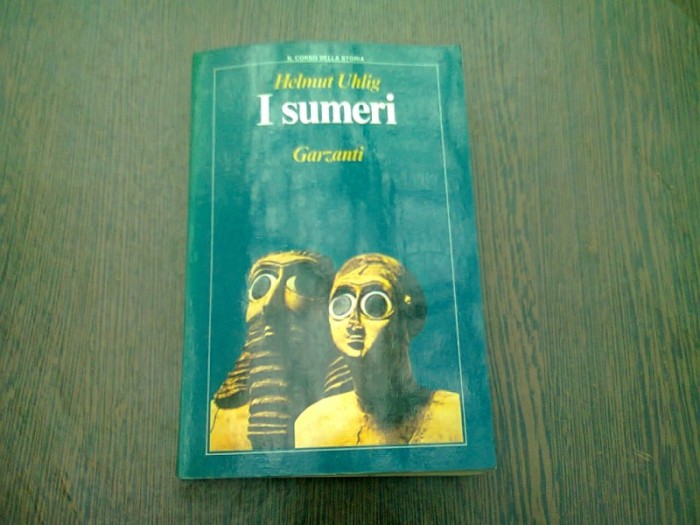 IL CORSO DELLA STORIA
Helmut Uhlig
I sumeri
Garzanti